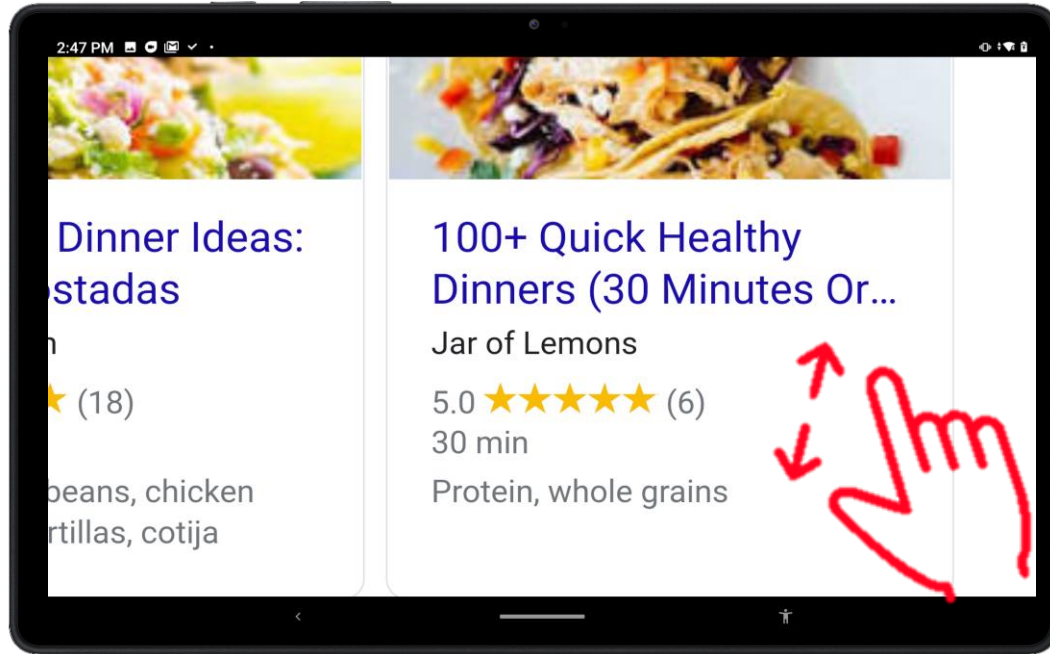 2:47 PM
Dinner Ideas:
ostadas
n
(18)
beans, chicken
rtillas, cotija
100+ Quick Healthy
Dinners (30 Minutes Or...
Jar of Lemons
5.0 ★★★★★ (6)
30 min
Protein, whole grains